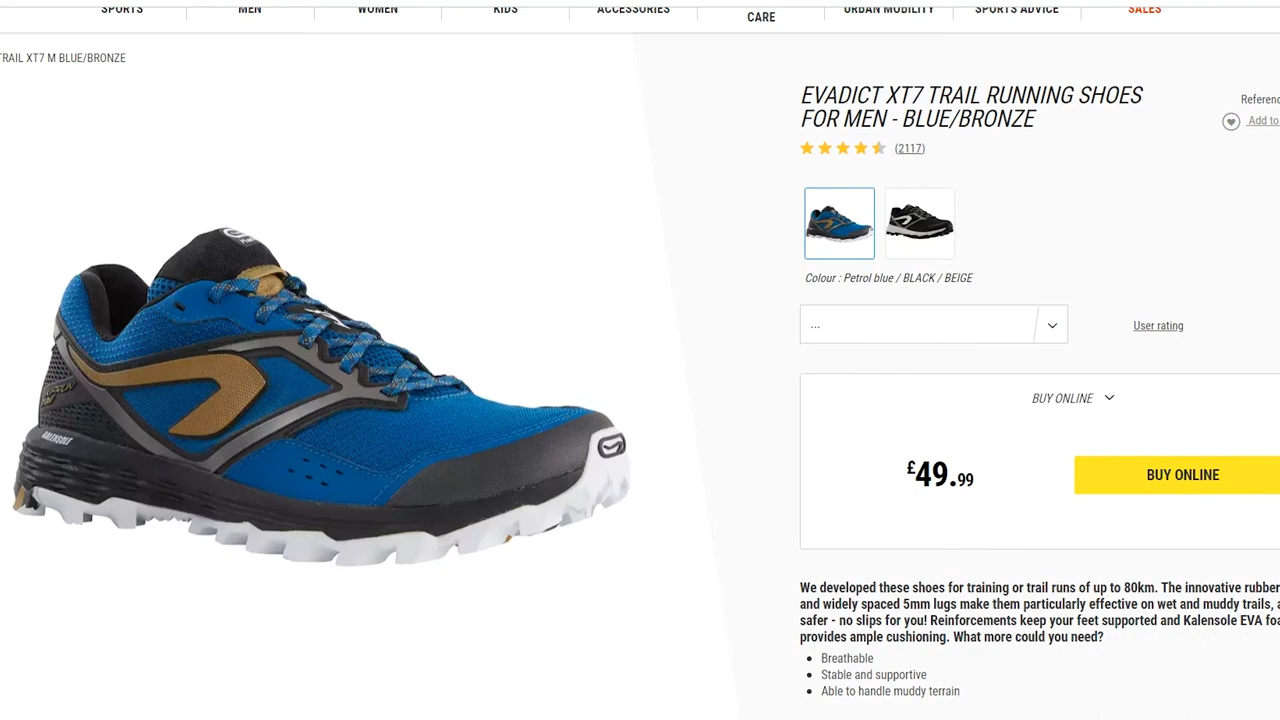 SPORTS
MEN
WOMEN
KIDS
ACCESSORIES
CARE
URBAN MOBILITY
SPORTS ADVICE
SALES
TRAIL XT7 M BLUE/BRONZE
EVADICT XT7 TRAIL RUNNING SHOES
FOR MEN - BLUE/BRONZE
Referenc
Add to
(2117)
Colour : Petrol blue / BLACK / BEIGE
...
User rating
BUY ONLINE
£49.99
BUY ONLINE
We developed these shoes for training or trail runs of up to 80km. The innovative rubber
and widely spaced 5mm lugs make them particularly effective on wet and muddy trails, a
safer - no slips for you! Reinforcements keep your feet supported and Kalensole EVA foa
provides ample cushioning. What more could you need?
Breathable
Stable and supportive
Able to handle muddy terrain
KALENSOLE